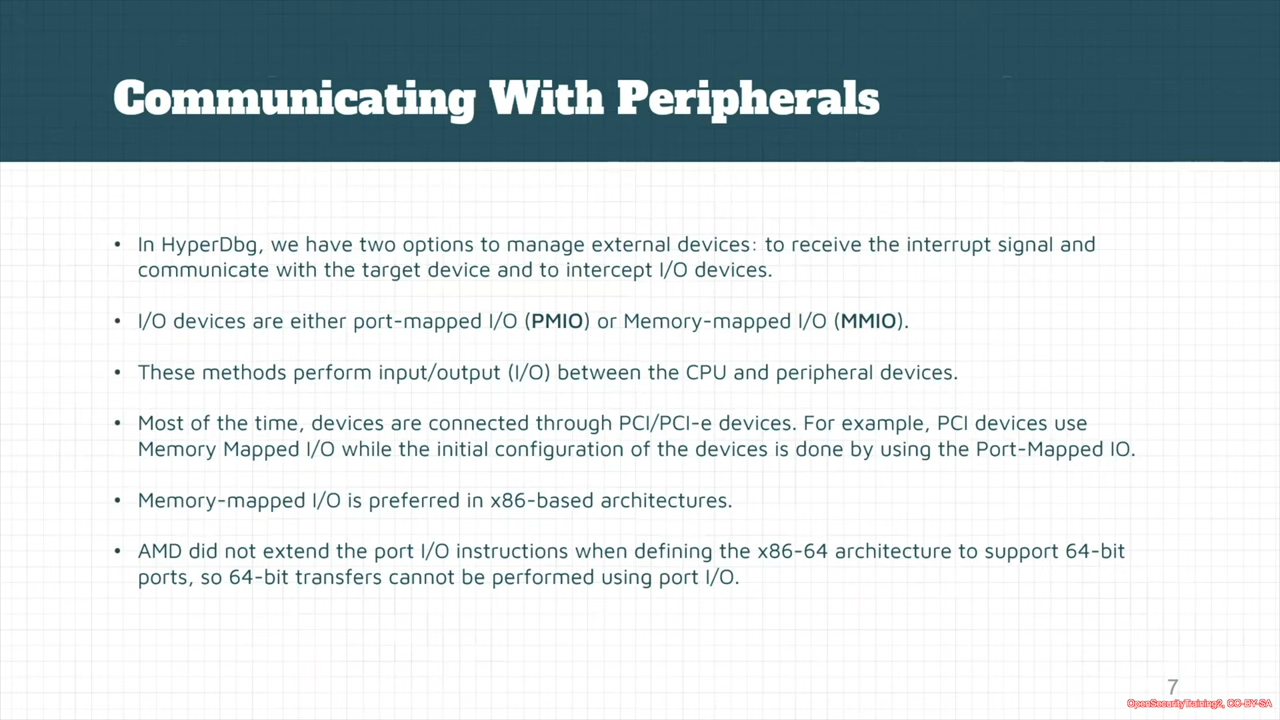 Communicating With Peripherals
• In HyperDbg, we have two options to manage external devices: to receive the interrupt signal and
communicate with the target device and to intercept I/O devices.
• I/O devices are either port-mapped I/O (PMIO) or Memory-mapped I/O (MMIO).
• These methods perform input/output (I/O) between the CPU and peripheral devices.
• Most of the time, devices are connected through PCI/PCI-e devices. For example, PCI devices use
Memory Mapped I/O while the initial configuration of the devices is done by using the Port-Mapped IO.
• Memory-mapped I/O is preferred in x86-based architectures.
• AMD did not extend the port I/O instructions when defining the x86-64 architecture to support 64-bit
ports, so 64-bit transfers cannot be performed using port I/O.
7
OpenSecurityTraining2, CC-BY-SA